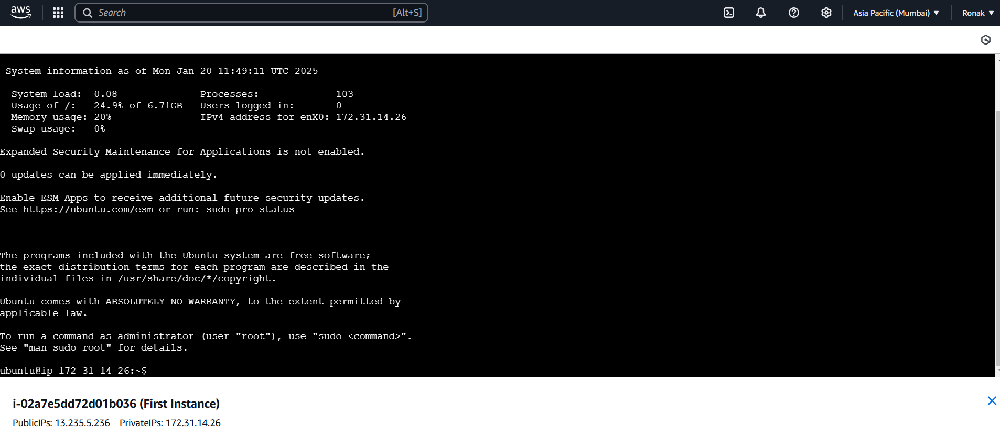 aws Search [Alt+S] Asia Pacific (Mumbai) Ronak
System information as of Mon Jan 20 11:49:11 UTC 2025
System load: 0.08 Processes: 103
Usage of /: 24.9% of 6.71GB Users logged in: 0
Memory usage: 20% IPv4 address for enX0: 172.31.14.26
Swap usage: 0%
Expanded Security Maintenance for Applications is not enabled.
0 updates can be applied immediately.
Enable ESM Apps to receive additional future security updates.
See https://ubuntu.com/esm or run: sudo pro status
The programs included with the Ubuntu system are free software;
the exact distribution terms for each program are described in the
individual files in /usr/share/doc/*/copyright.
Ubuntu comes with ABSOLUTELY NO WARRANTY, to the extent permitted by
applicable law.
To run a command as administrator (user "root"), use "sudo <command>".
See "man sudo_root" for details.
ubuntu@ip-172-31-14-26:~$
i-02a7e5dd72d01b036 (First Instance)
PublicIPs: 13.235.5.236 PrivateIPs: 172.31.14.26